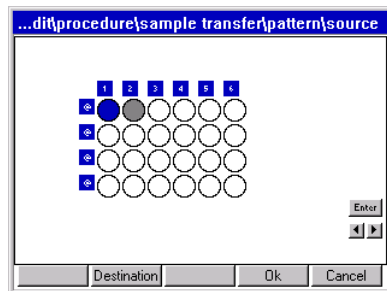 ...dit\procedure\sample transfer\pattern\source
1 2 3 4 5 6
@
@
@
@
Enter
Destination Ok Cancel